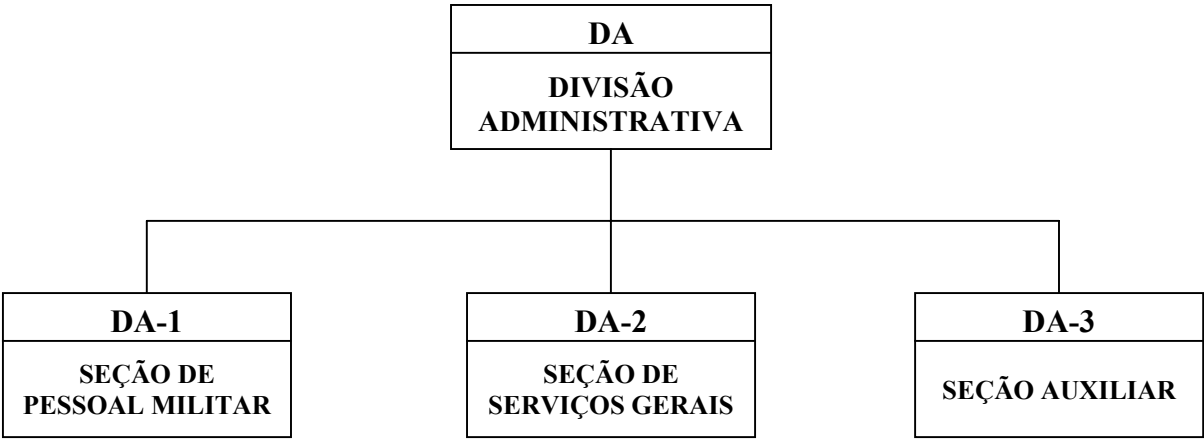 DA
DIVISÃO
ADMINISTRATIVA
DA-1
SEÇÃO DE
PESSOAL MILITAR
DA-2
SEÇÃO DE
SERVIÇOS GERAIS
DA-3
SEÇÃO AUXILIAR